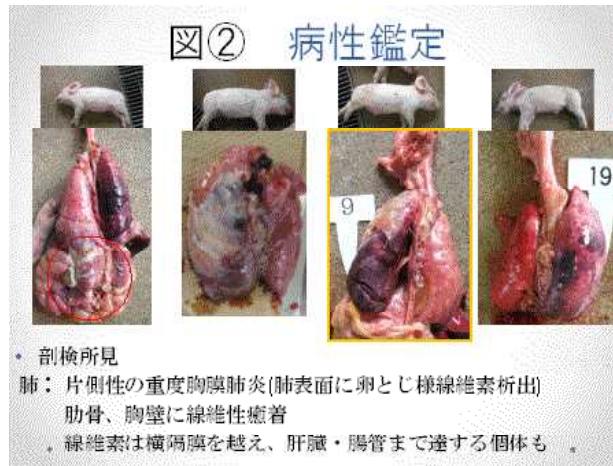 図② 病性鑑定
9
19
• 剖検所見
肺：片側性の重度胸膜肺炎(肺表面に卵とじ様線維素析出)
肋骨、胸壁に線維性癒着
線維素は横隔膜を越え、肝臓・腸管まで達する個体も